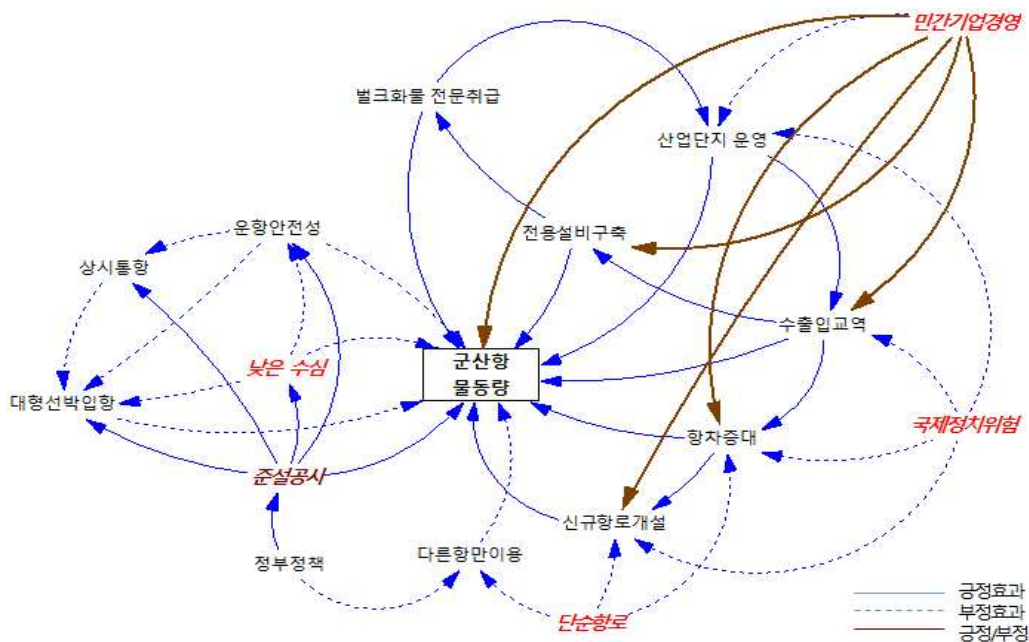 민간기업경영
벌크화물 전문취급
산업단지 운영
운항안전성
전용설비구축
상시통항
수출입교역
군산항
물동량
낮은 수심
대형선박입항
국제정치위험
항차증대
준설공사
신규항로개설
다른항만이용
정부정책
단순항로
긍정효과
부정효과
긍정/부정